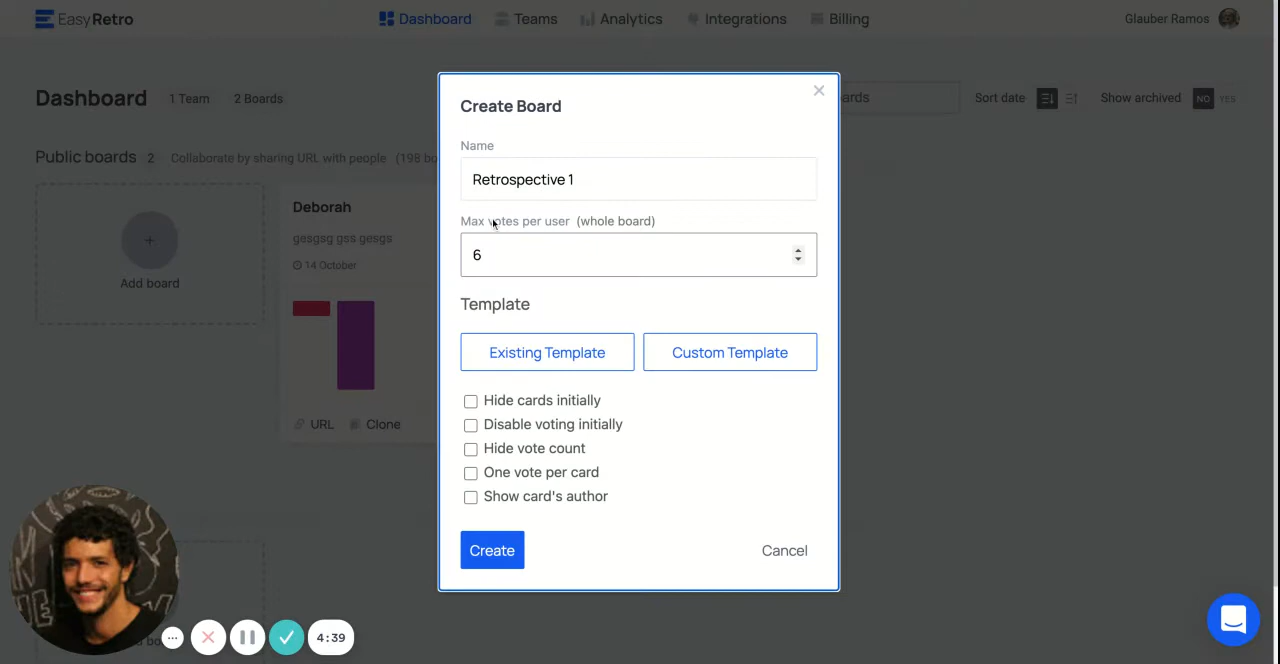 EasyRetro
Dashboard
Teams
Analytics
Integrations
Billing
Glauber Ramos
Dashboard
1 Team
2 Boards
ards
Sort date
Show archived
NO
YES
Public boards
2
Collaborate by sharing URL with people
(198 bo
Add board
Deborah
gesgsg gss gesgs
14 October
URL
Clone
Create Board
Name
Retrospective 1
Max votes per user (whole board)
6
Template
Existing Template
Custom Template
Hide cards initially
Disable voting initially
Hide vote count
One vote per card
Show card's author
Create
Cancel
4:39